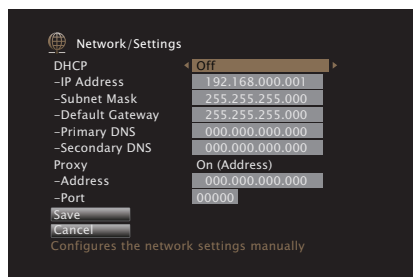 Network/Settings
DHCP Off
–IP Address 192.168.000.001
–Subnet Mask 255.255.255.000
–Default Gateway 255.255.255.000
–Primary DNS 000.000.000.000
–Secondary DNS 000.000.000.000
Proxy On (Address)
–Address 000.000.000.000
–Port 00000
Save
Cancel
Configures the network settings manually